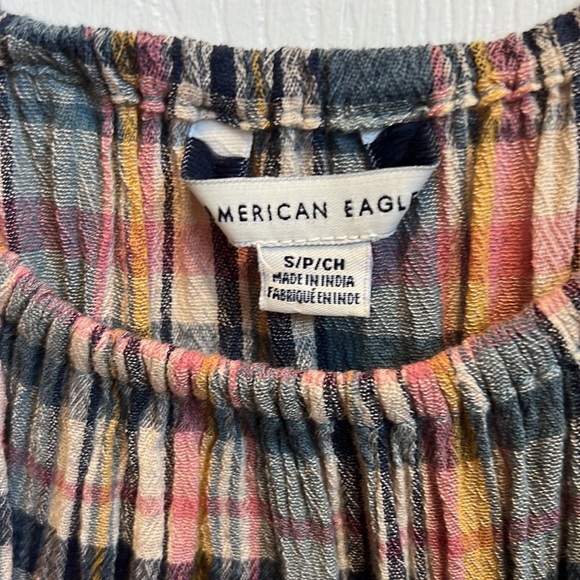 AMERICAN EAGLE
S/P/CH
MADE IN INDIA
FABRIQUÉ EN INDE